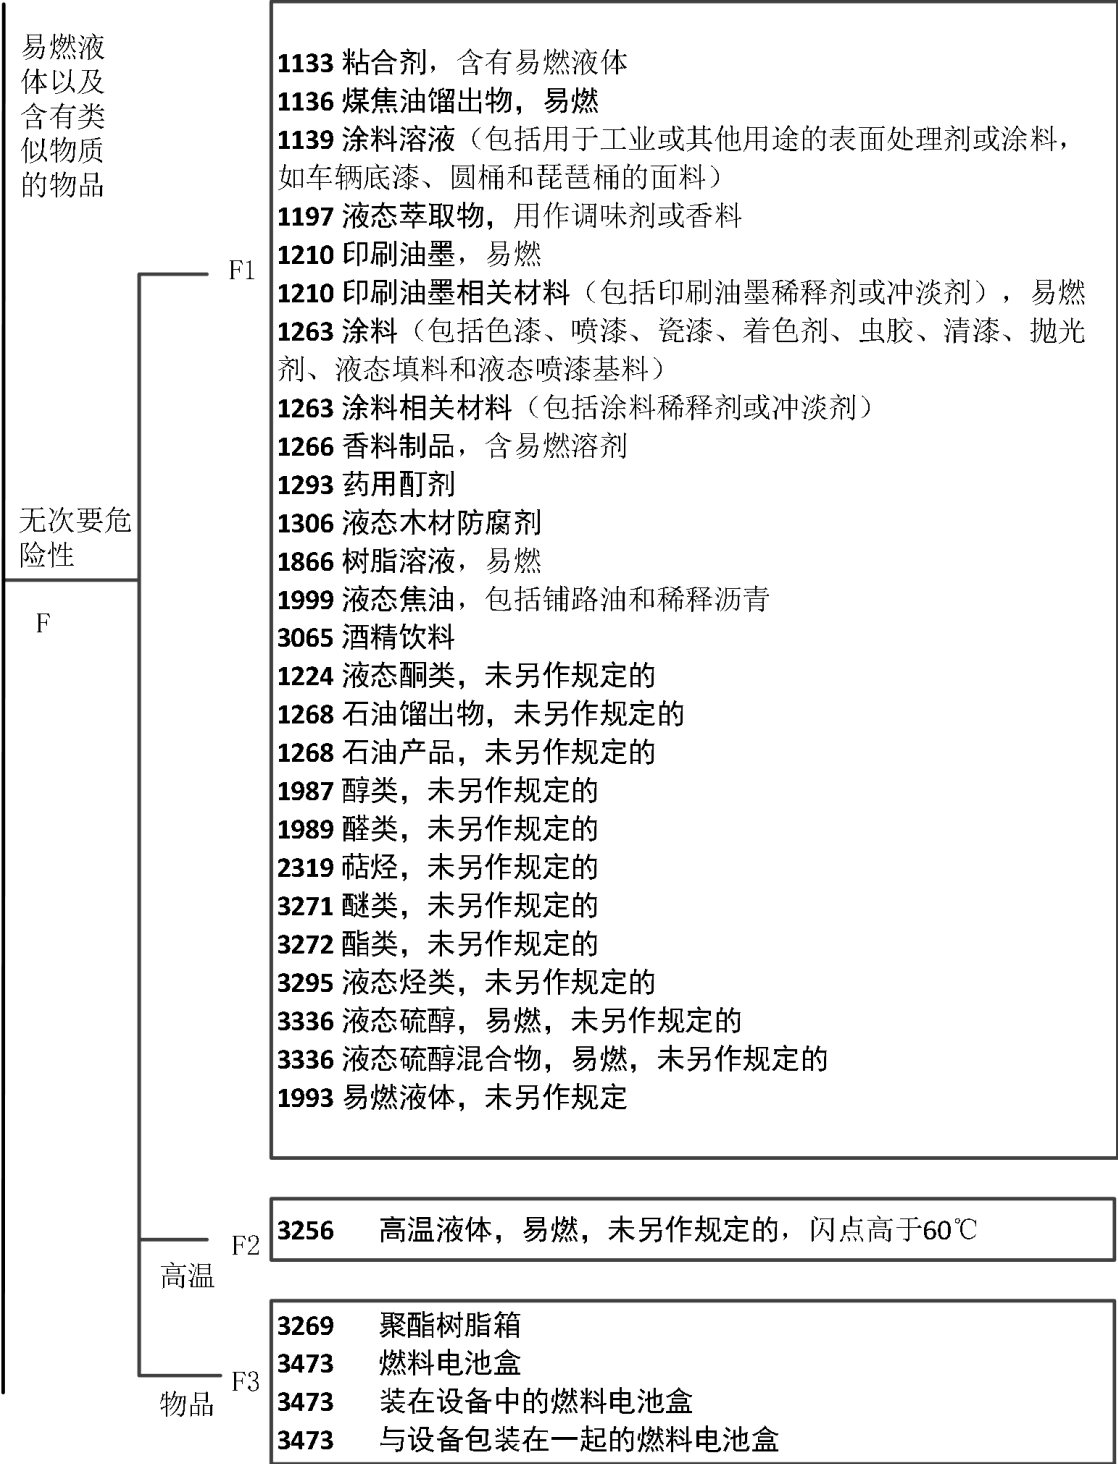 易燃液
体以及
含有类
似物质
的物品
无次要危
险性
F
F1
1133 粘合剂，含有易燃液体
1136 煤焦油馏出物，易燃
1139 涂料溶液（包括用于工业或其他用途的表面处理剂或涂料，
如车辆底漆、圆桶和琵琶桶的面料）
1197 液态萃取物，用作调味剂或香料
1210 印刷油墨，易燃
1210 印刷油墨相关材料（包括印刷油墨稀释剂或冲淡剂），易燃
1263 涂料（包括色漆、喷漆、瓷漆、着色剂、虫胶、清漆、抛光
剂、液态填料和液态喷漆基料）
1263 涂料相关材料（包括涂料稀释剂或冲淡剂）
1266 香料制品，含易燃溶剂
1293 药用酊剂
1306 液态木材防腐剂
1866 树脂溶液，易燃
1999 液态焦油，包括铺路油和稀释沥青
3065 酒精饮料
1224 液态酮类，未另作规定的
1268 石油馏出物，未另作规定的
1268 石油产品，未另作规定的
1987 醇类，未另作规定的
1989 醛类，未另作规定的
2319 萜烃，未另作规定的
3271 醚类，未另作规定的
3272 酯类，未另作规定的
3295 液态烃类，未另作规定的
3336 液态硫醇，易燃，未另作规定的
3336 液态硫醇混合物，易燃，未另作规定的
1993 易燃液体，未另作规定
F2
高温
3256 高温液体，易燃，未另作规定的，闪点高于60℃
F3
物品
3269 聚酯树脂箱
3473 燃料电池盒
3473 装在设备中的燃料电池盒
3473 与设备包装在一起的燃料电池盒